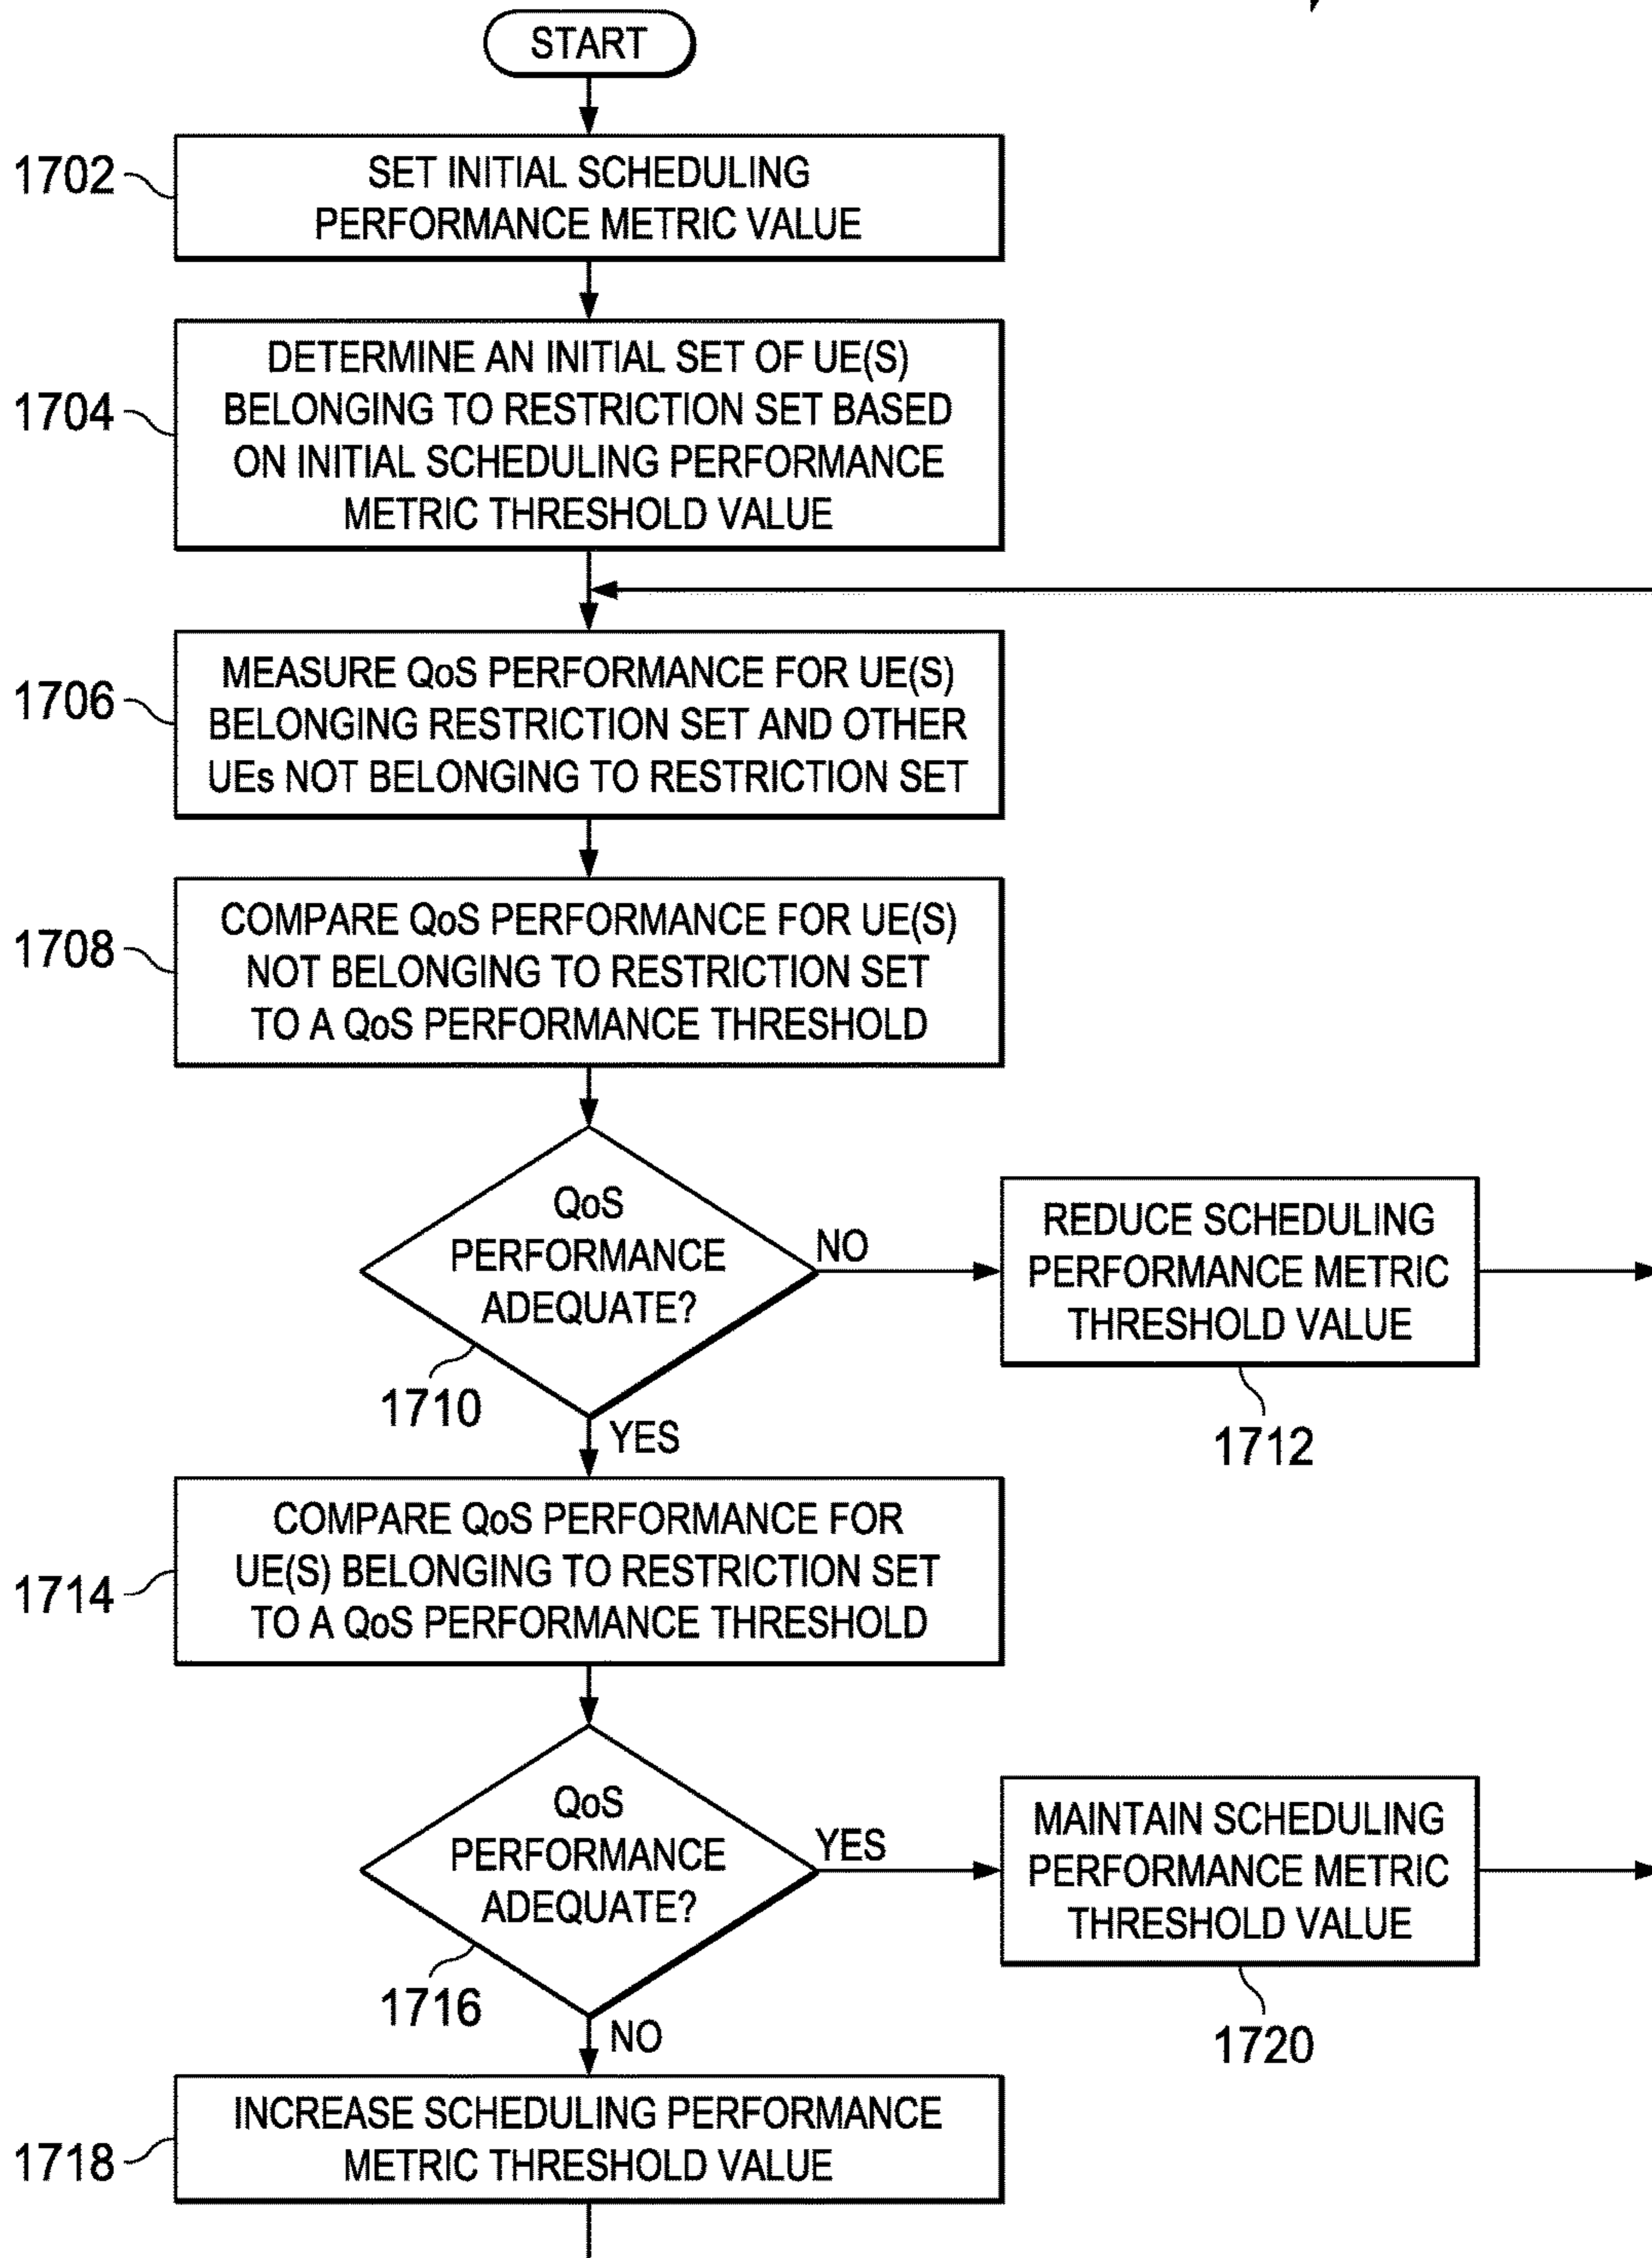 START
1702
SET INITIAL SCHEDULING
PERFORMANCE METRIC VALUE
1704
DETERMINE AN INITIAL SET OF UE(S)
BELONGING TO RESTRICTION SET BASED
ON INITIAL SCHEDULING PERFORMANCE
METRIC THRESHOLD VALUE
1706
MEASURE QoS PERFORMANCE FOR UE(S)
BELONGING RESTRICTION SET AND OTHER
UEs NOT BELONGING TO RESTRICTION SET
1708
COMPARE QoS PERFORMANCE FOR UE(S)
NOT BELONGING TO RESTRICTION SET
TO A QoS PERFORMANCE THRESHOLD
QoS
PERFORMANCE
ADEQUATE?
1710
NO
REDUCE SCHEDULING
PERFORMANCE METRIC
THRESHOLD VALUE
1712
YES
1714
COMPARE QoS PERFORMANCE FOR
UE(S) BELONGING TO RESTRICTION SET
TO A QoS PERFORMANCE THRESHOLD
QoS
PERFORMANCE
ADEQUATE?
1716
YES
MAINTAIN SCHEDULING
PERFORMANCE METRIC
THRESHOLD VALUE
1720
NO
1718
INCREASE SCHEDULING PERFORMANCE
METRIC THRESHOLD VALUE